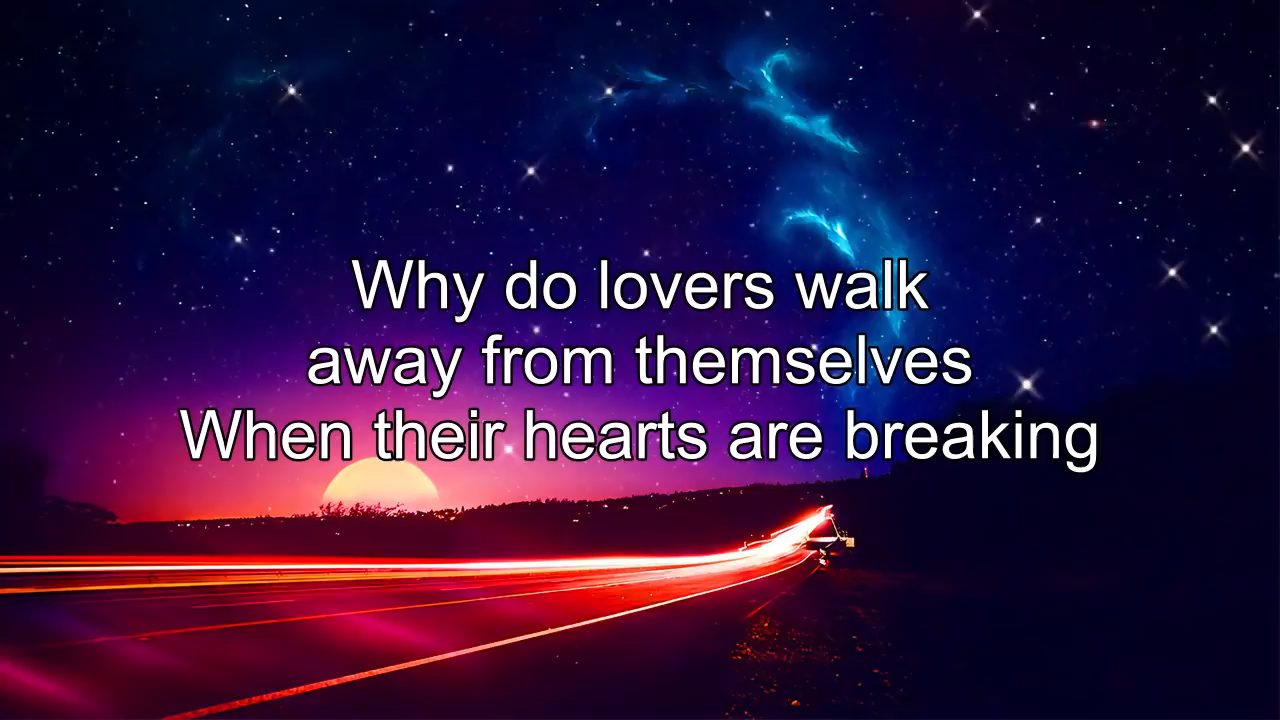 Why do lovers walk
away from themselves
When their hearts are breaking